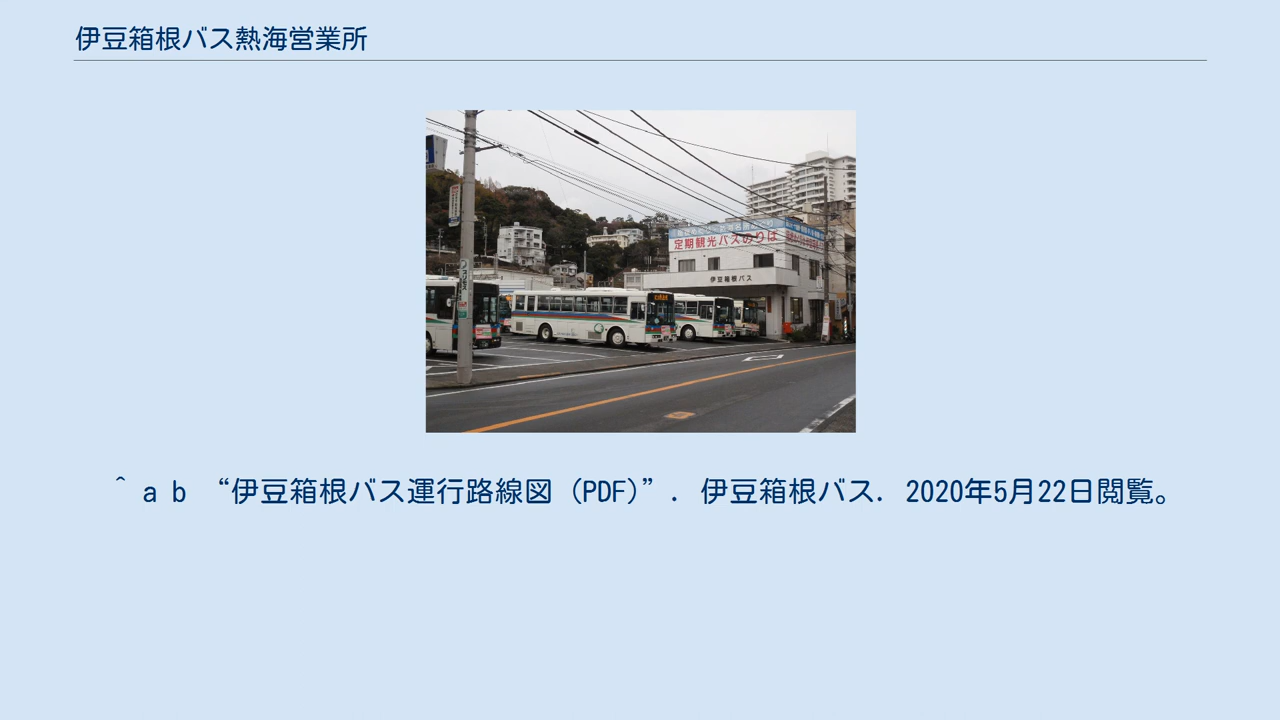 伊豆箱根バス熱海営業所
定期観光バスのりば
伊豆箱根バス
^ a b “伊豆箱根バス運行路線図 (PDF)”. 伊豆箱根バス. 2020年5月22日閲覧。